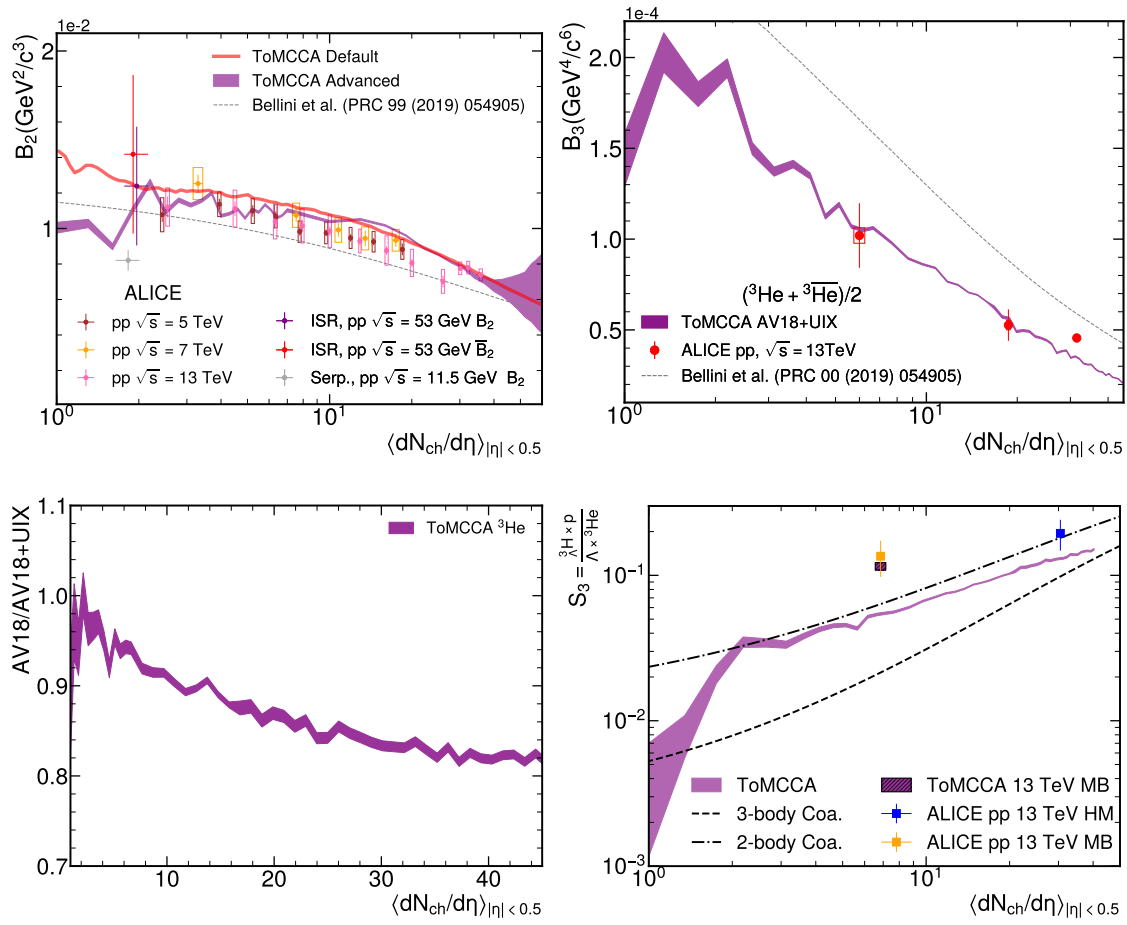 1e-2
B₂(GeV²/c³)
2
1
ToMCCA Default
ToMCCA Advanced
Bellini et al. (PRC 99 (2019) 054905)
ALICE
pp √s = 5 TeV
pp √s = 7 TeV
pp √s = 13 TeV
ISR, pp √s = 53 GeV B₂
ISR, pp √s = 53 GeV B̅₂
Serp., pp √s = 11.5 GeV B₂
10⁰ 10¹
⟨dN_ch/dη⟩_|η| < 0.5
1e-4
B₃(GeV⁴/c⁶)
2.0
1.4
1.0
0.5
(³He + ³H̅e̅)/2
ToMCCA AV18+UIX
ALICE pp, √s = 13TeV
Bellini et al. (PRC 00 (2019) 054905)
10⁰ 10¹
⟨dN_ch/dη⟩_|η| < 0.5
AV18/AV18+UIX
1.1
1.0
0.9
0.8
0.7
ToMCCA ³He
10 20 30 40
⟨dN_ch/dη⟩_|η| < 0.5
S₃ = ³_ΛH × p / Λ × ³He
10⁻¹
10⁻²
10⁻³
ToMCCA
3-body Coa.
2-body Coa.
ToMCCA 13 TeV MB
ALICE pp 13 TeV HM
ALICE pp 13 TeV MB
10⁰ 10¹
⟨dN_ch/dη⟩_|η| < 0.5